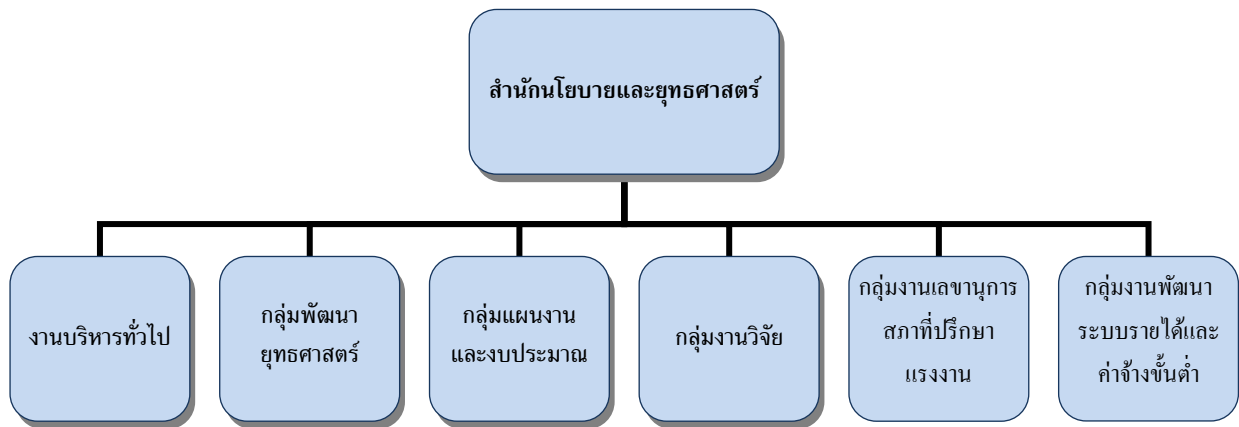 สำนักนโยบายและยุทธศาสตร์
งานบริหารทั่วไป
กลุ่มพัฒนา
ยุทธศาสตร์
กลุ่มแผนงาน
และงบประมาณ
กลุ่มงานวิจัย
กลุ่มงานเลขานุการ
สภาที่ปรึกษา
แรงงาน
กลุ่มงานพัฒนา
ระบบรายได้และ
ค่าจ้างขั้นต่ำ